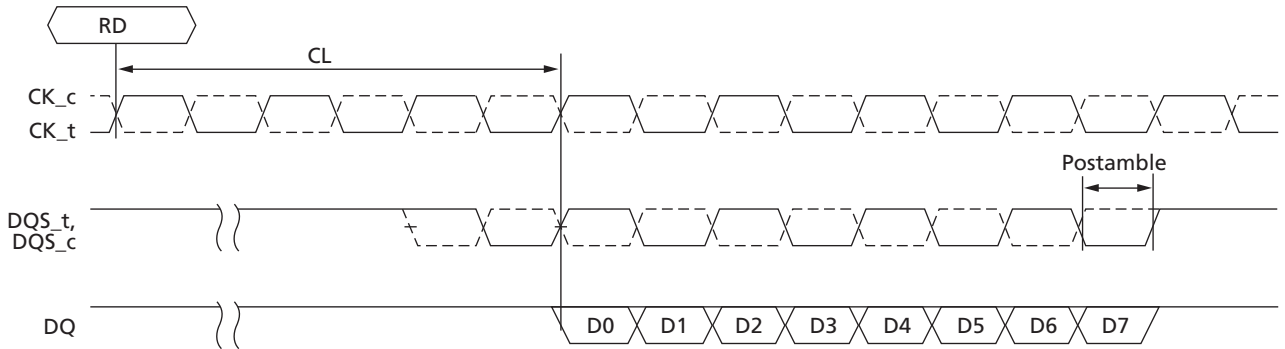 RD
CL
CK_c
CK_t
Postamble
DQS_t,
DQS_c
DQ
D0 D1 D2 D3 D4 D5 D6 D7